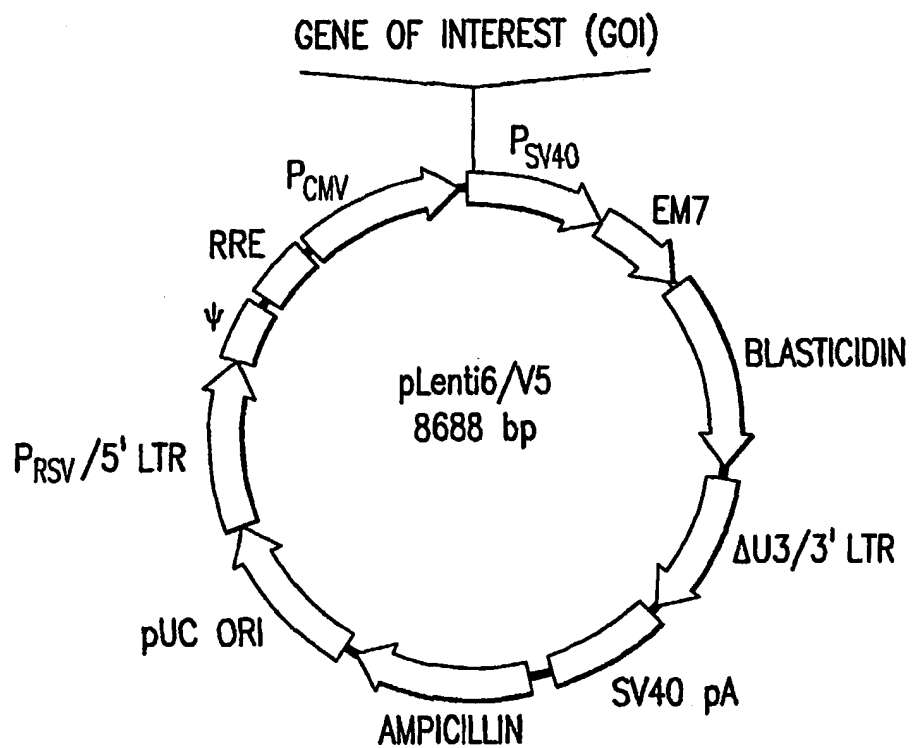 GENE OF INTEREST (GOI)
P_SV40
EM7
BLASTICIDIN
ΔU3/3' LTR
SV40 pA
AMPICILLIN
pUC ORI
P_RSV/5' LTR
Ψ
RRE
P_CMV
pLenti6/V5
8688 bp